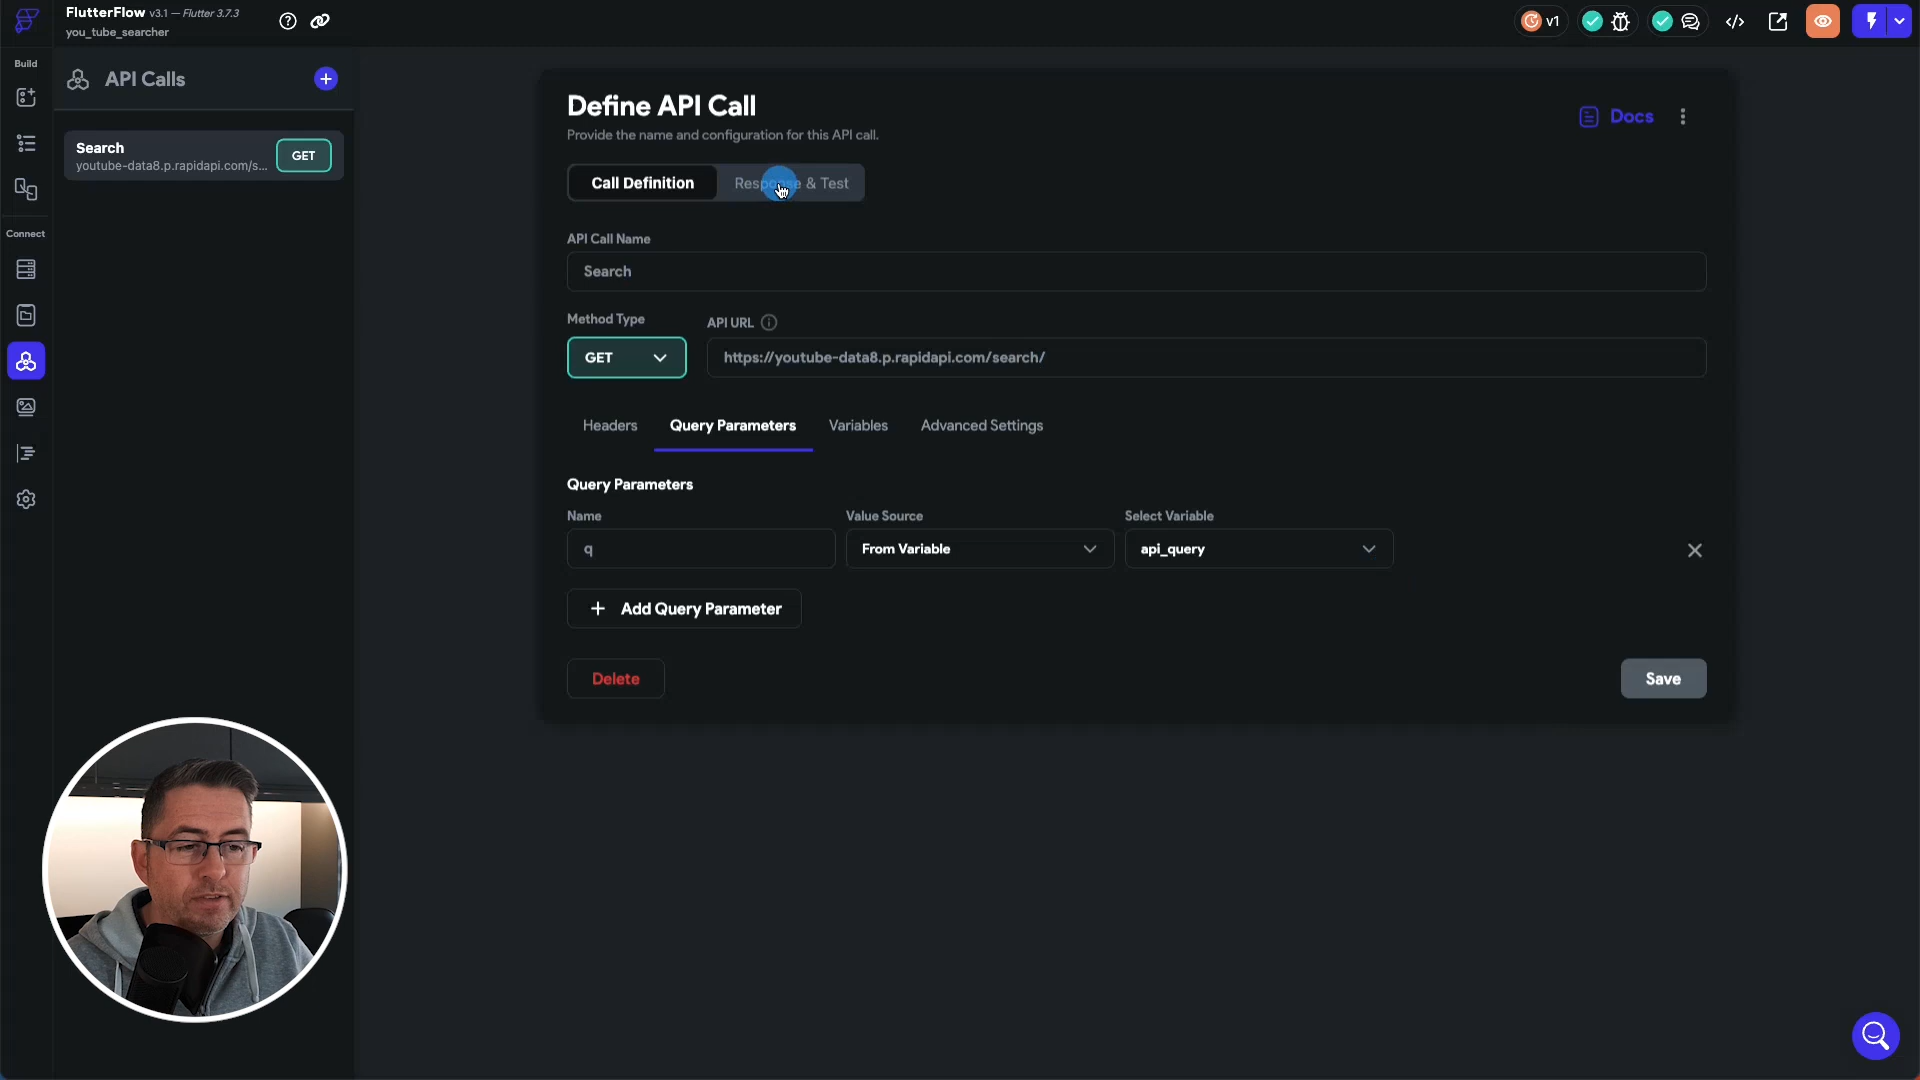 FlutterFlow v3.1 — Flutter 3.7.3
you_tube_searcher
v1
Build
API Calls
Search
youtube-data8.p.rapidapi.com/s...
GET
Connect
Define API Call
Provide the name and configuration for this API call.
Docs
Call Definition
Response & Test
API Call Name
Search
Method Type
API URL
GET
https://youtube-data8.p.rapidapi.com/search/
Headers
Query Parameters
Variables
Advanced Settings
Query Parameters
Name
Value Source
Select Variable
q
From Variable
api_query
Add Query Parameter
Delete
Save